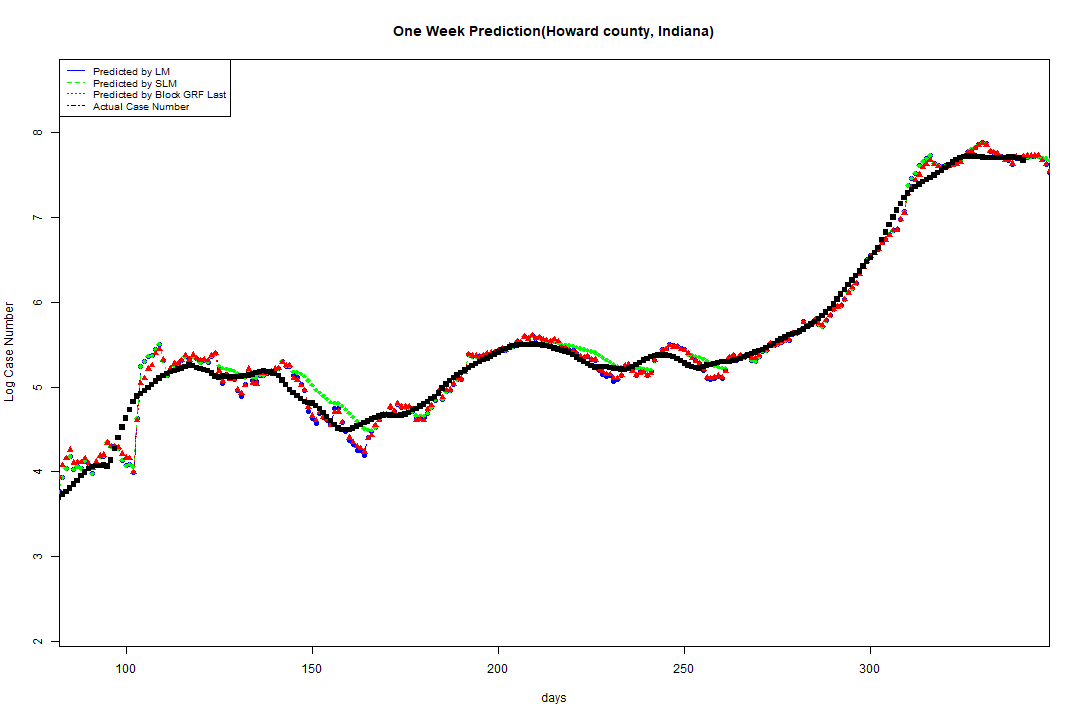 One Week Prediction(Howard county, Indiana)
Predicted by LM
Predicted by SLM
Predicted by Block GRF Last
Actual Case Number
Log Case Number
8
7
6
5
4
3
2
100 150 200 250 300
days